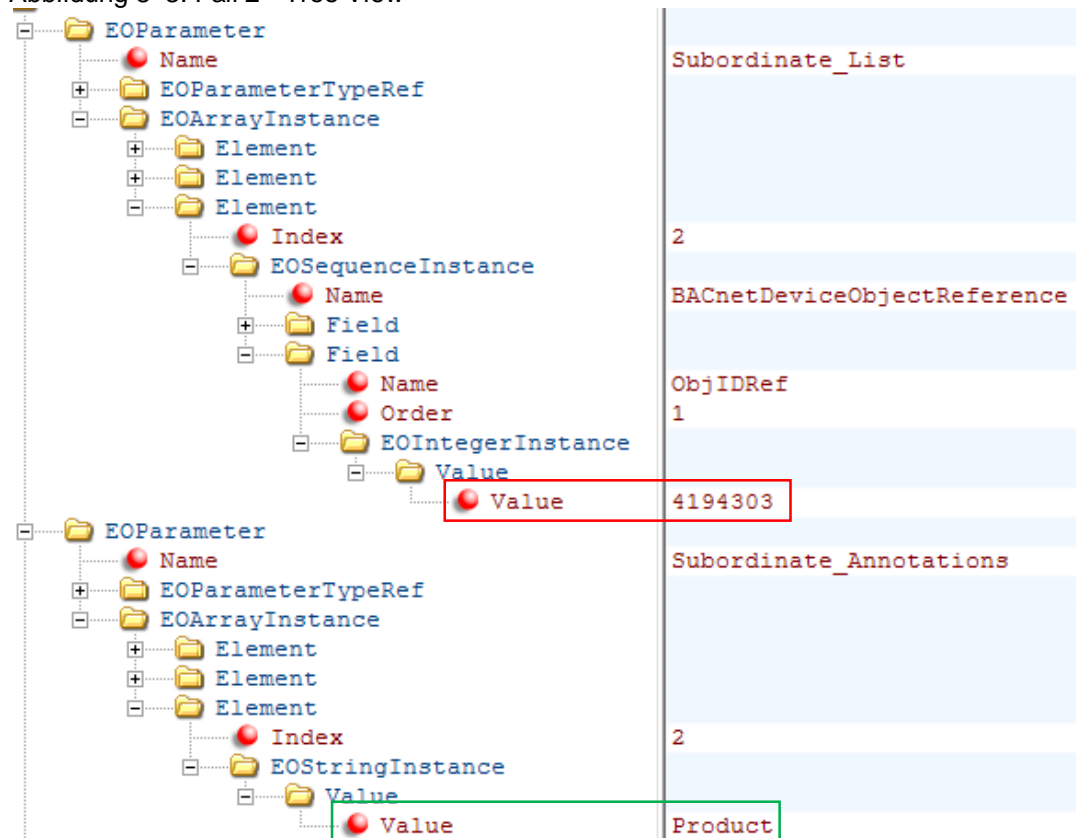 EOParameter
Name Subordinate_List
EOParameterTypeRef
EOArrayInstance
Element
Element
Element
Index 2
EOSequenceInstance
Name BACnetDeviceObjectReference
Field
Field
Name ObjIDRef
Order 1
EOIntegerInstance
Value
Value 4194303
EOParameter
Name Subordinate_Annotations
EOParameterTypeRef
EOArrayInstance
Element
Element
Element
Index 2
EOStringInstance
Value
Value Product